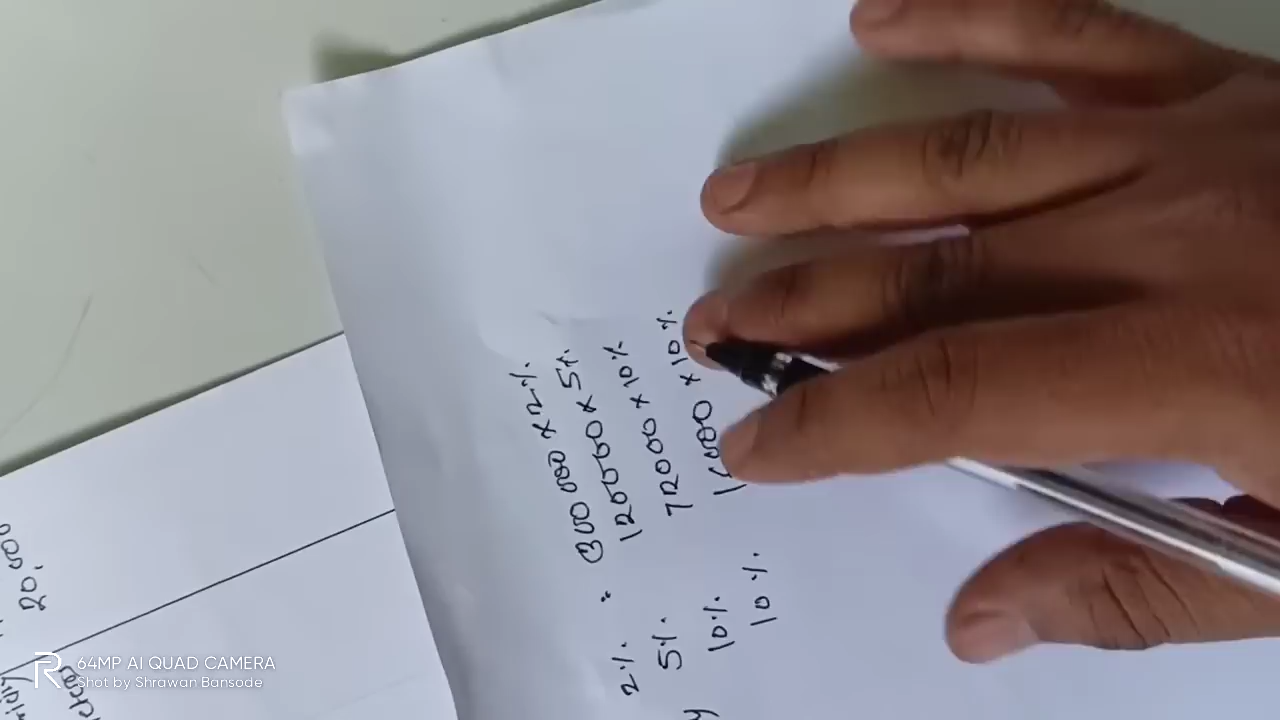 2% = 300000 x 2%
5% 120000 x 5%
10% 72000 x 10%
10% x 10%
20,000
64MP AI QUAD CAMERA
Shot by Shrawan Bansode